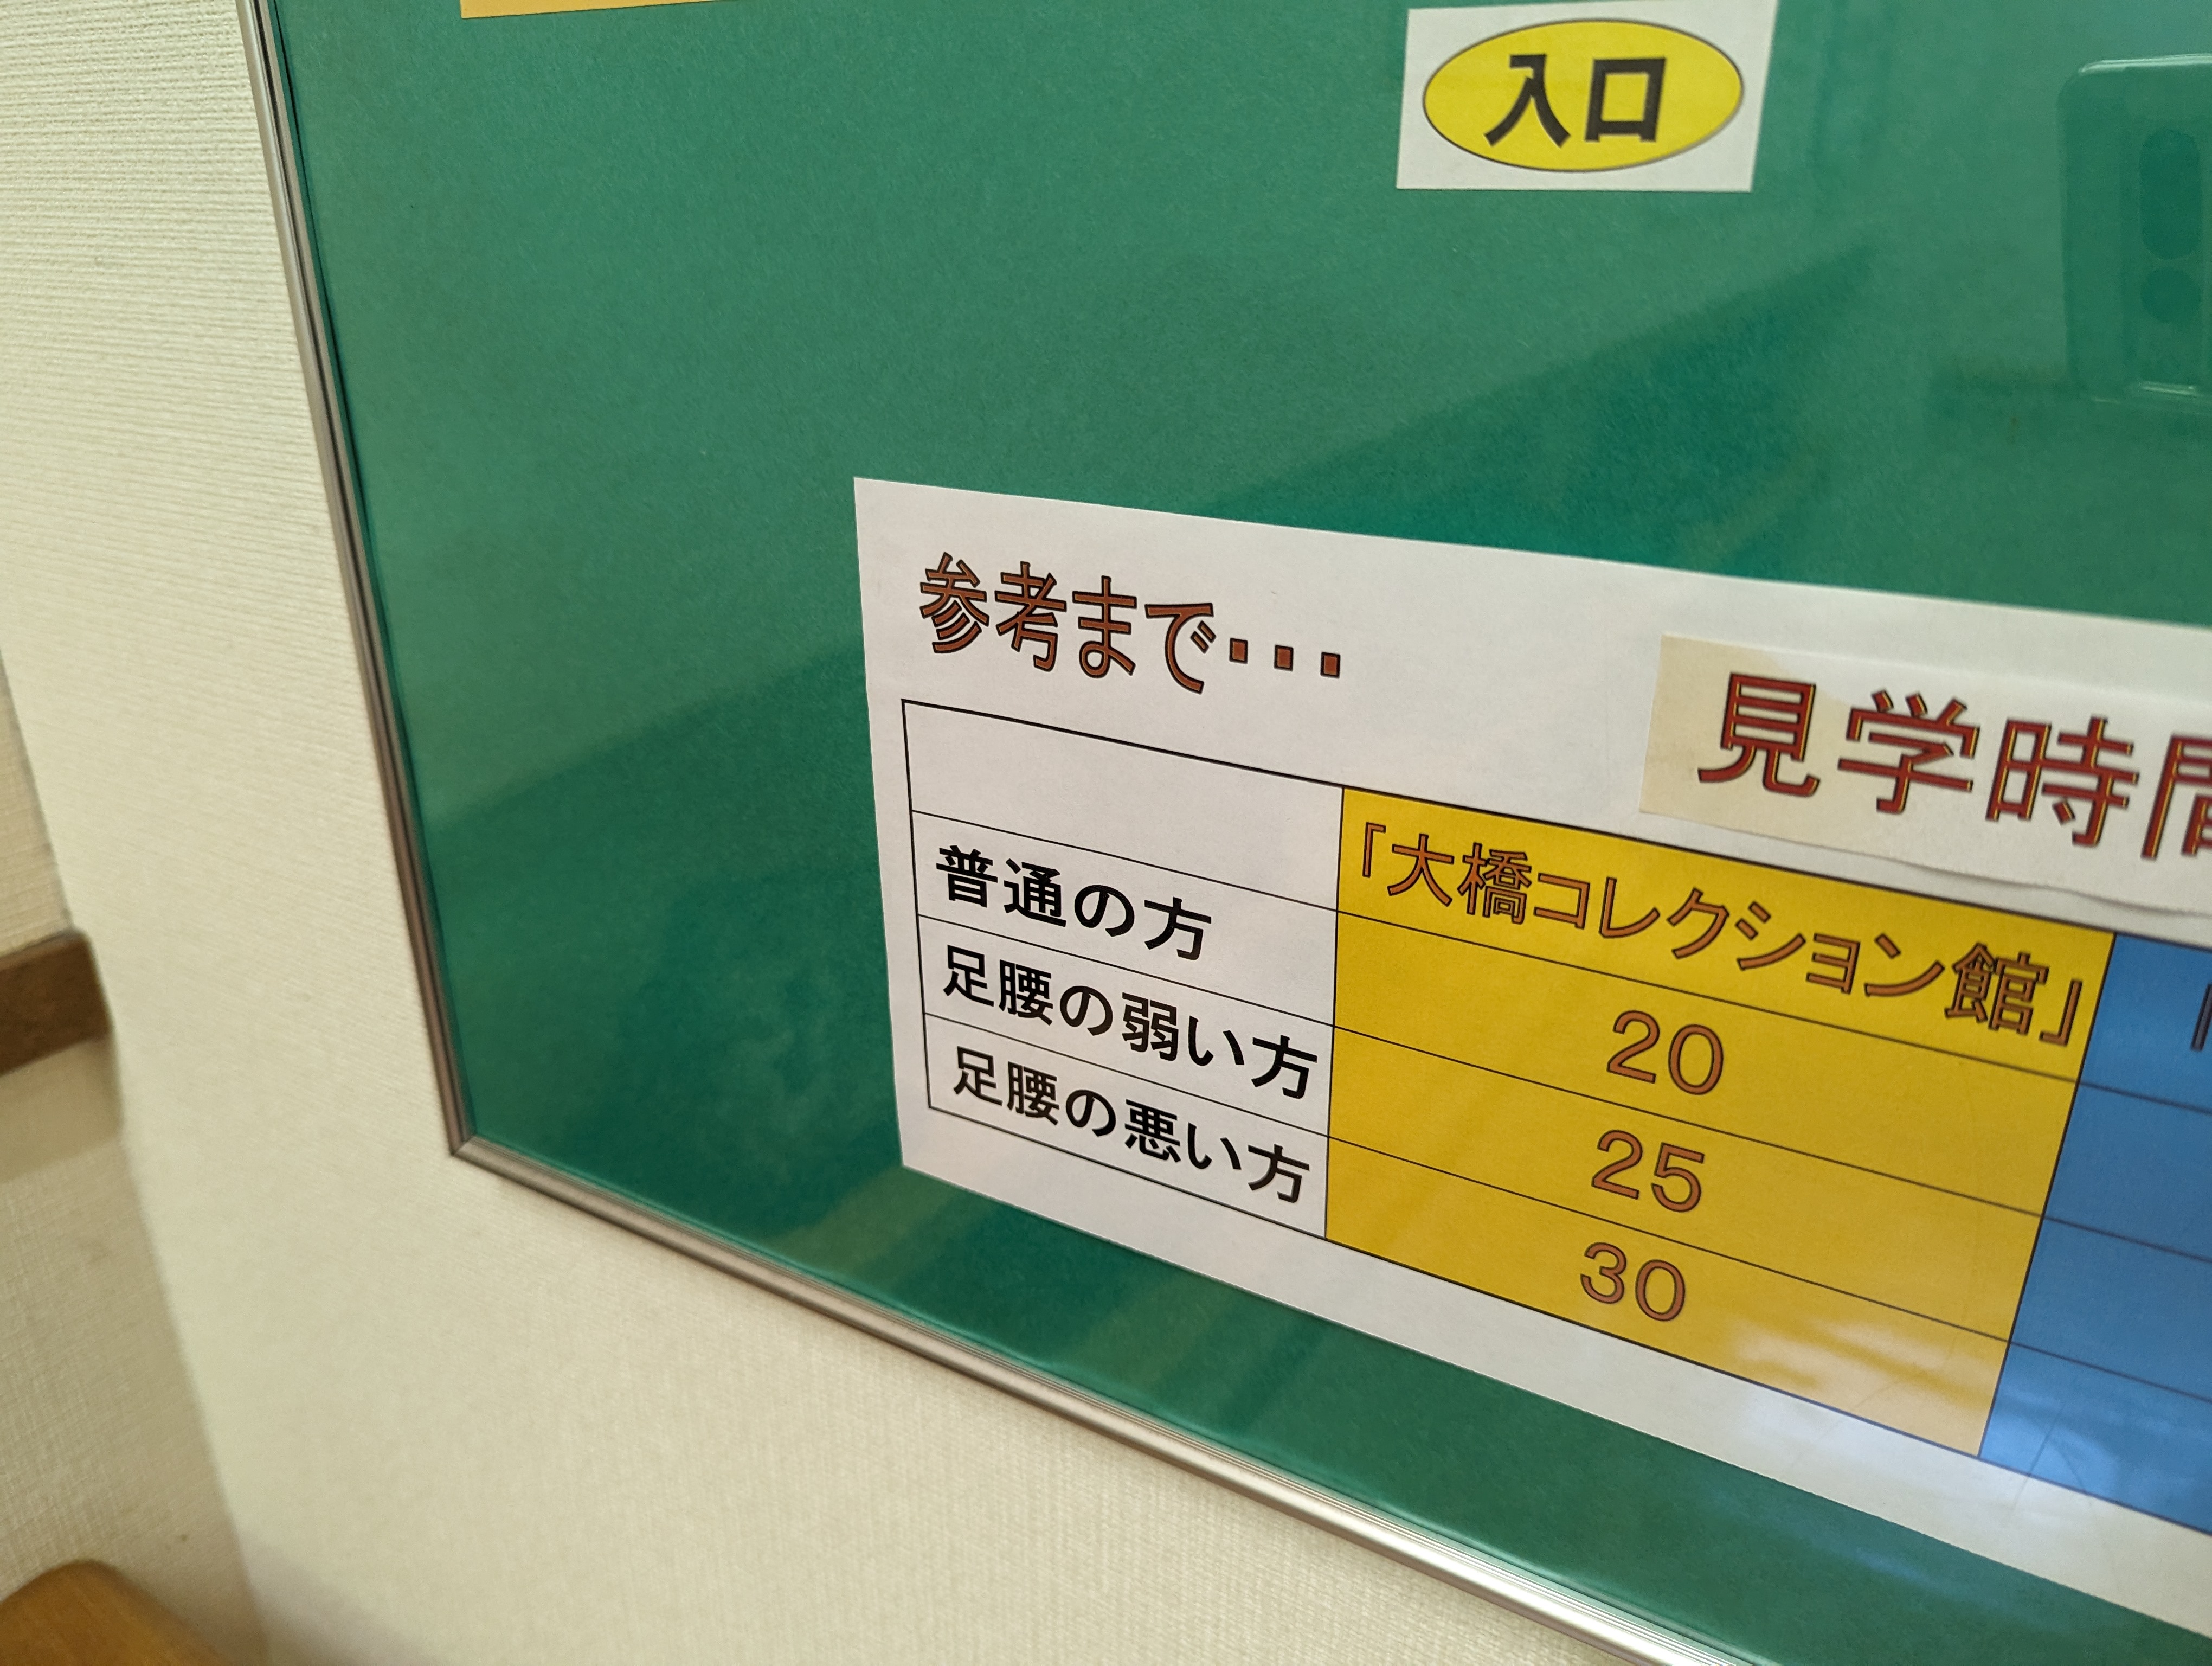 入口
参考まで・・・
見学時間
「大橋コレクション館」
普通の方 20
足腰の弱い方 25
足腰の悪い方 30